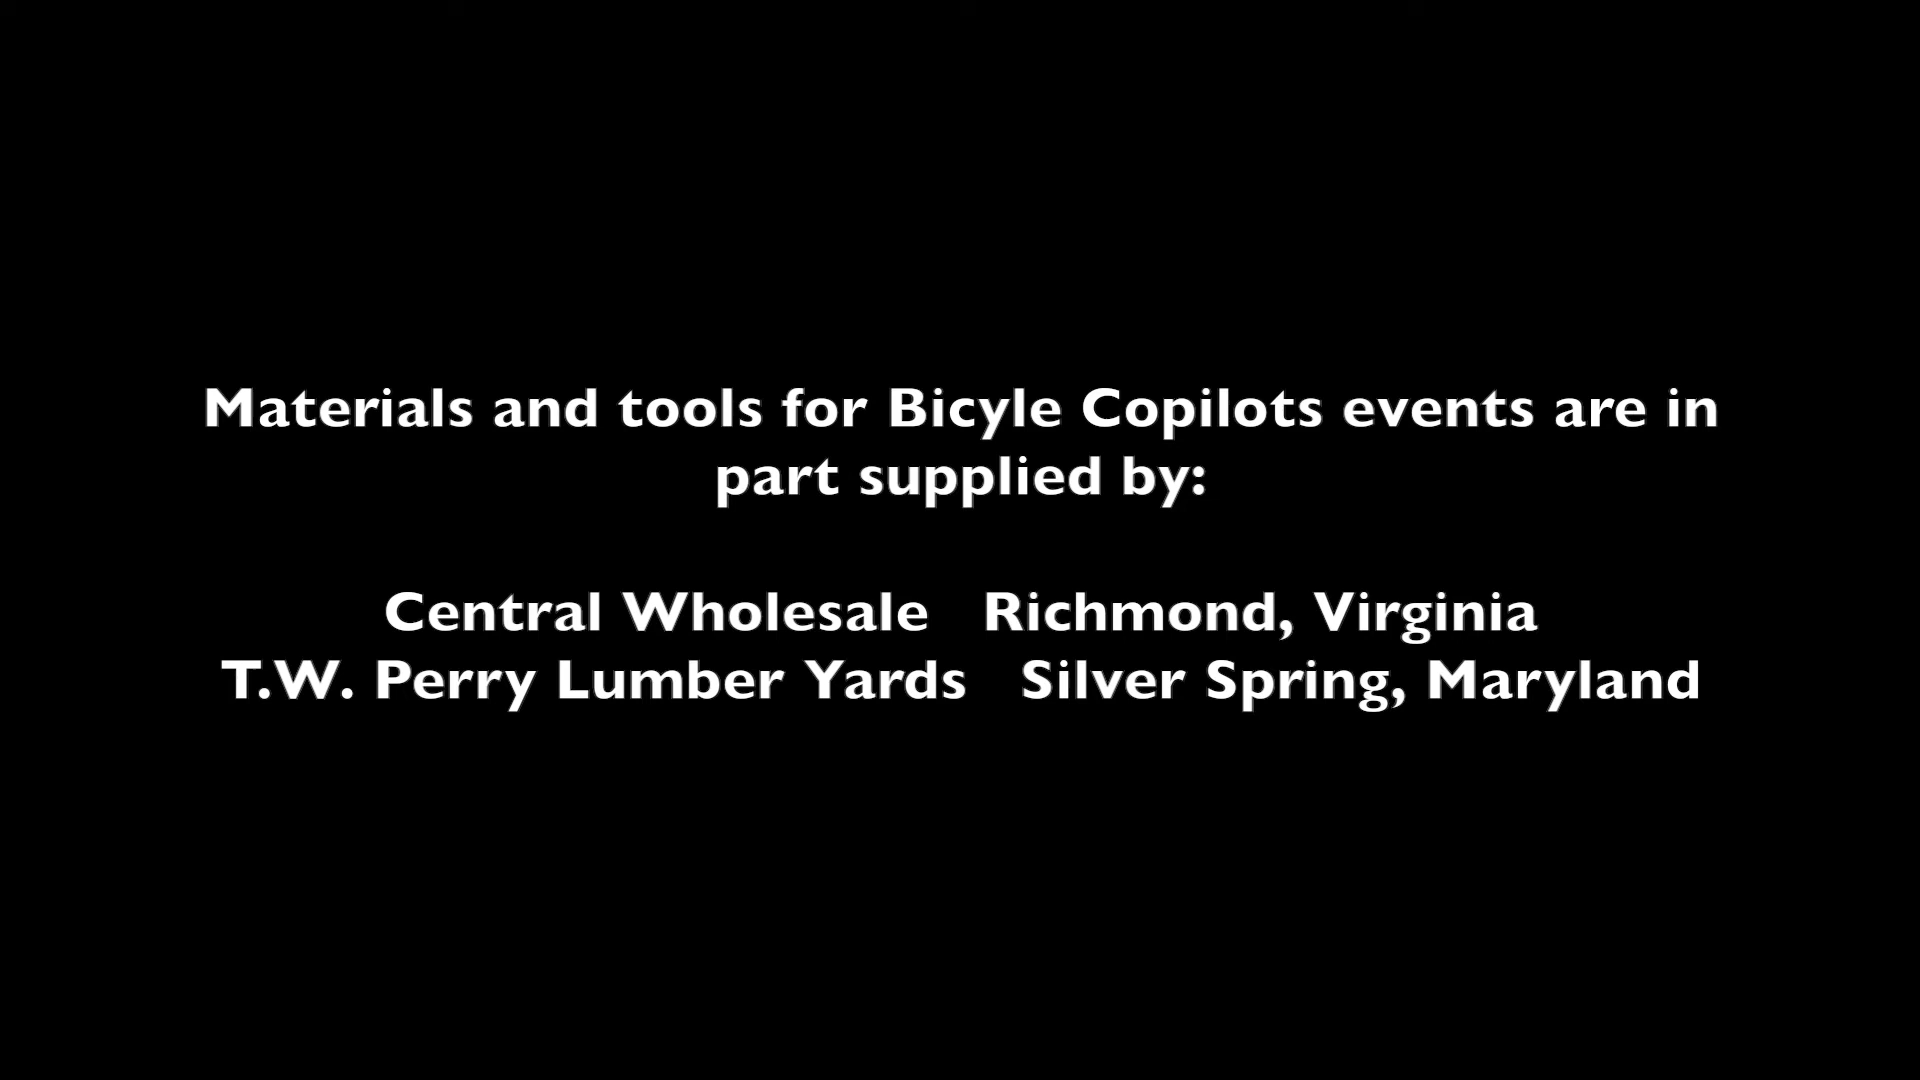 Materials and tools for Bicyle Copilots events are in
part supplied by:
Central Wholesale   Richmond, Virginia
T.W. Perry Lumber Yards   Silver Spring, Maryland